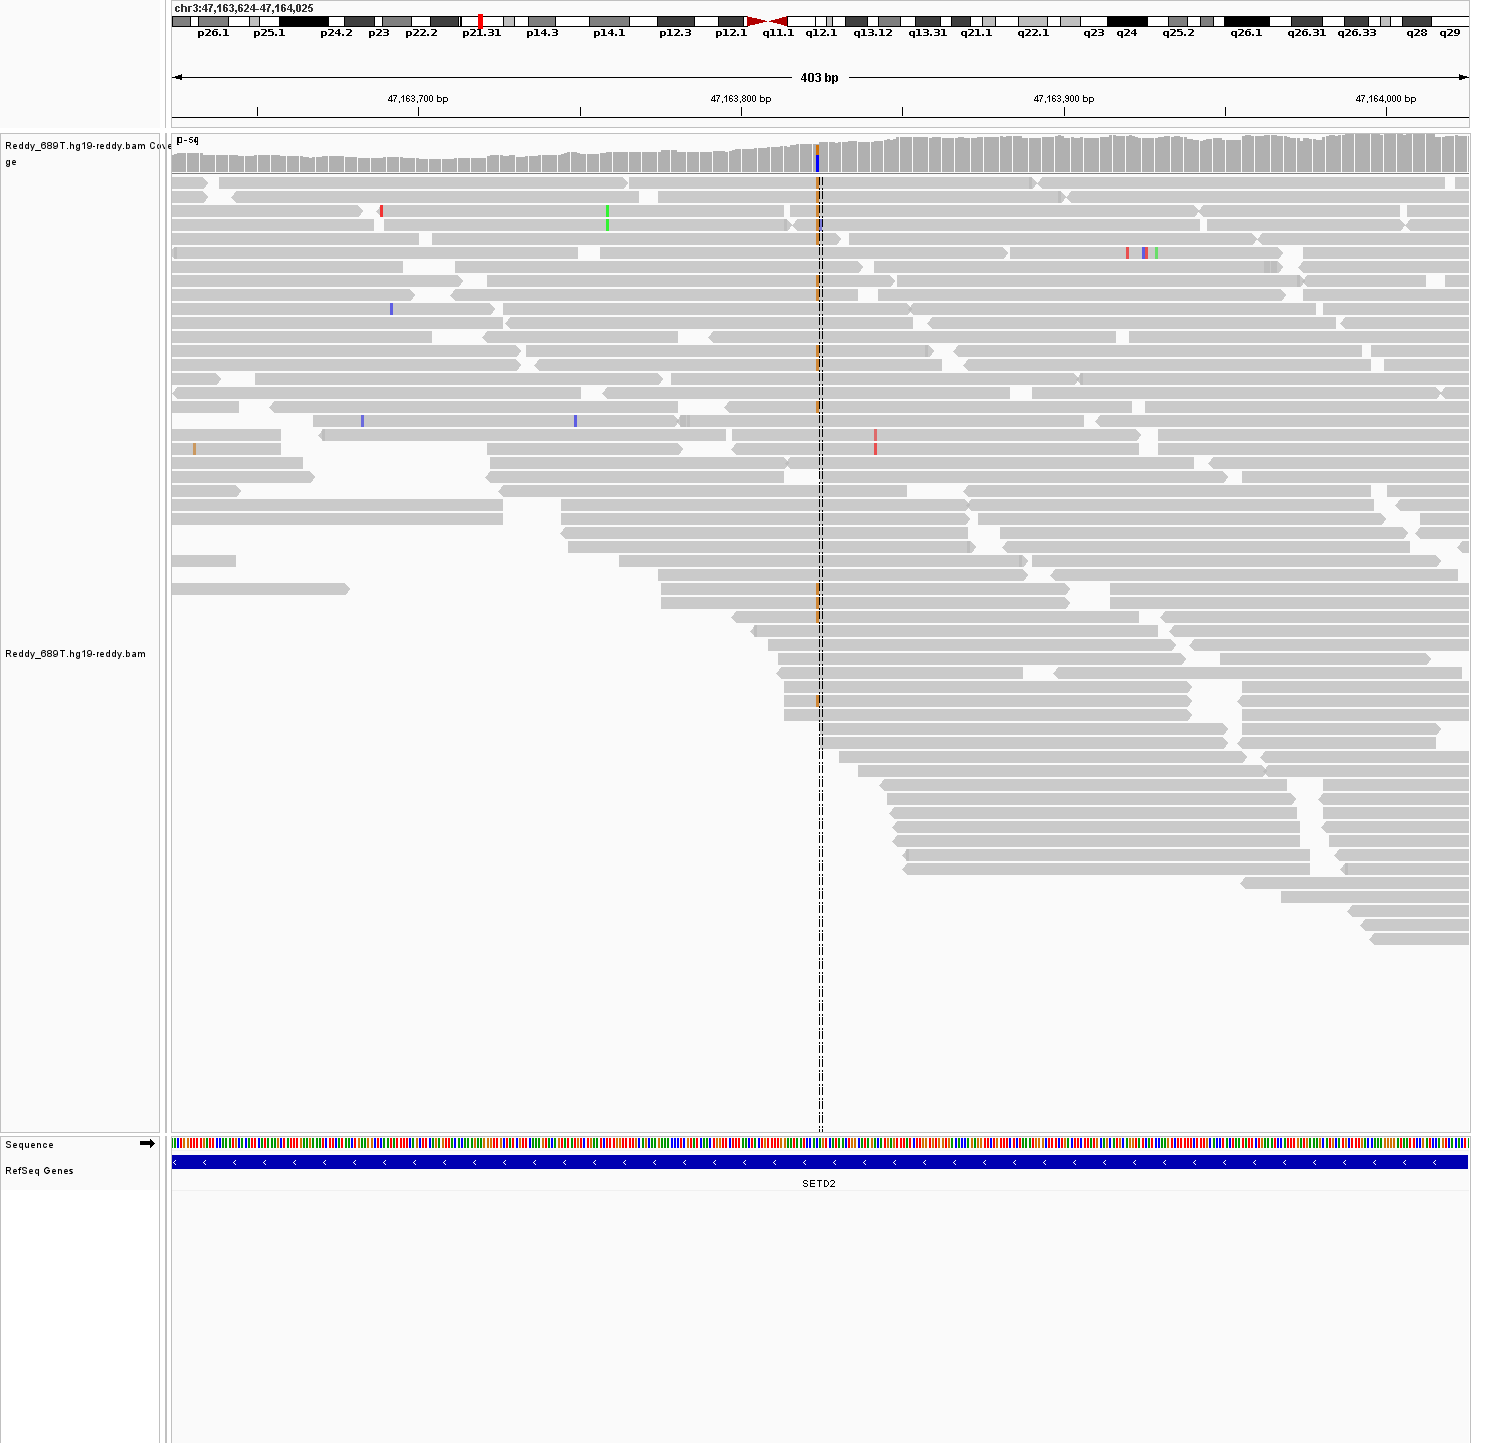 chr3:47,163,624-47,164,025
p26.1 p25.1 p24.2 p23 p22.2 p21.31 p14.3 p14.1 p12.3 p12.1 q11.1 q12.1 q13.12 q13.31 q21.1 q22.1 q23 q24 q25.2 q26.1 q26.31 q26.33 q28 q29
403 bp
47,163,700 bp 47,163,800 bp 47,163,900 bp 47,164,000 bp
[0-54]
Reddy_689T.hg19-reddy.bam Cove
ge
Reddy_689T.hg19-reddy.bam
Sequence
RefSeq Genes
SETD2